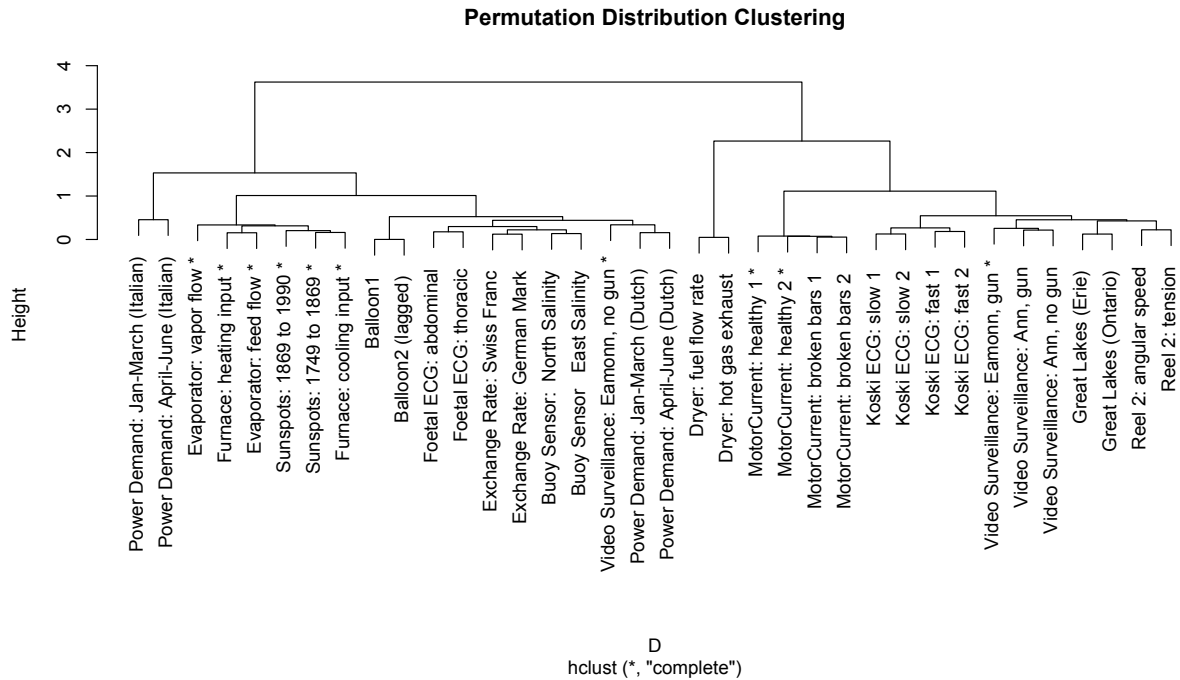 Permutation Distribution Clustering
Height
4
3
2
1
0
Power Demand: Jan-March (Italian)
Power Demand: April-June (Italian)
Evaporator: vapor flow *
Furnace: heating input *
Evaporator: feed flow *
Sunspots: 1869 to 1990 *
Sunspots: 1749 to 1869 *
Furnace: cooling input *
Balloon1
Balloon2 (lagged)
Foetal ECG: abdominal
Foetal ECG: thoracic
Exchange Rate: Swiss Franc
Exchange Rate: German Mark
Buoy Sensor: North Salinity
Buoy Sensor East Salinity
Video Surveillance: Eamonn, no gun *
Power Demand: Jan-March (Dutch)
Power Demand: April-June (Dutch)
Dryer: fuel flow rate
Dryer: hot gas exhaust
MotorCurrent: healthy 1 *
MotorCurrent: healthy 2 *
MotorCurrent: broken bars 1
MotorCurrent: broken bars 2
Koski ECG: slow 1
Koski ECG: slow 2
Koski ECG: fast 1
Koski ECG: fast 2
Video Surveillance: Eamonn, gun *
Video Surveillance: Ann, gun
Video Surveillance: Ann, no gun
Great Lakes (Erie)
Great Lakes (Ontario)
Reel 2: angular speed
Reel 2: tension
D
hclust (*, "complete")